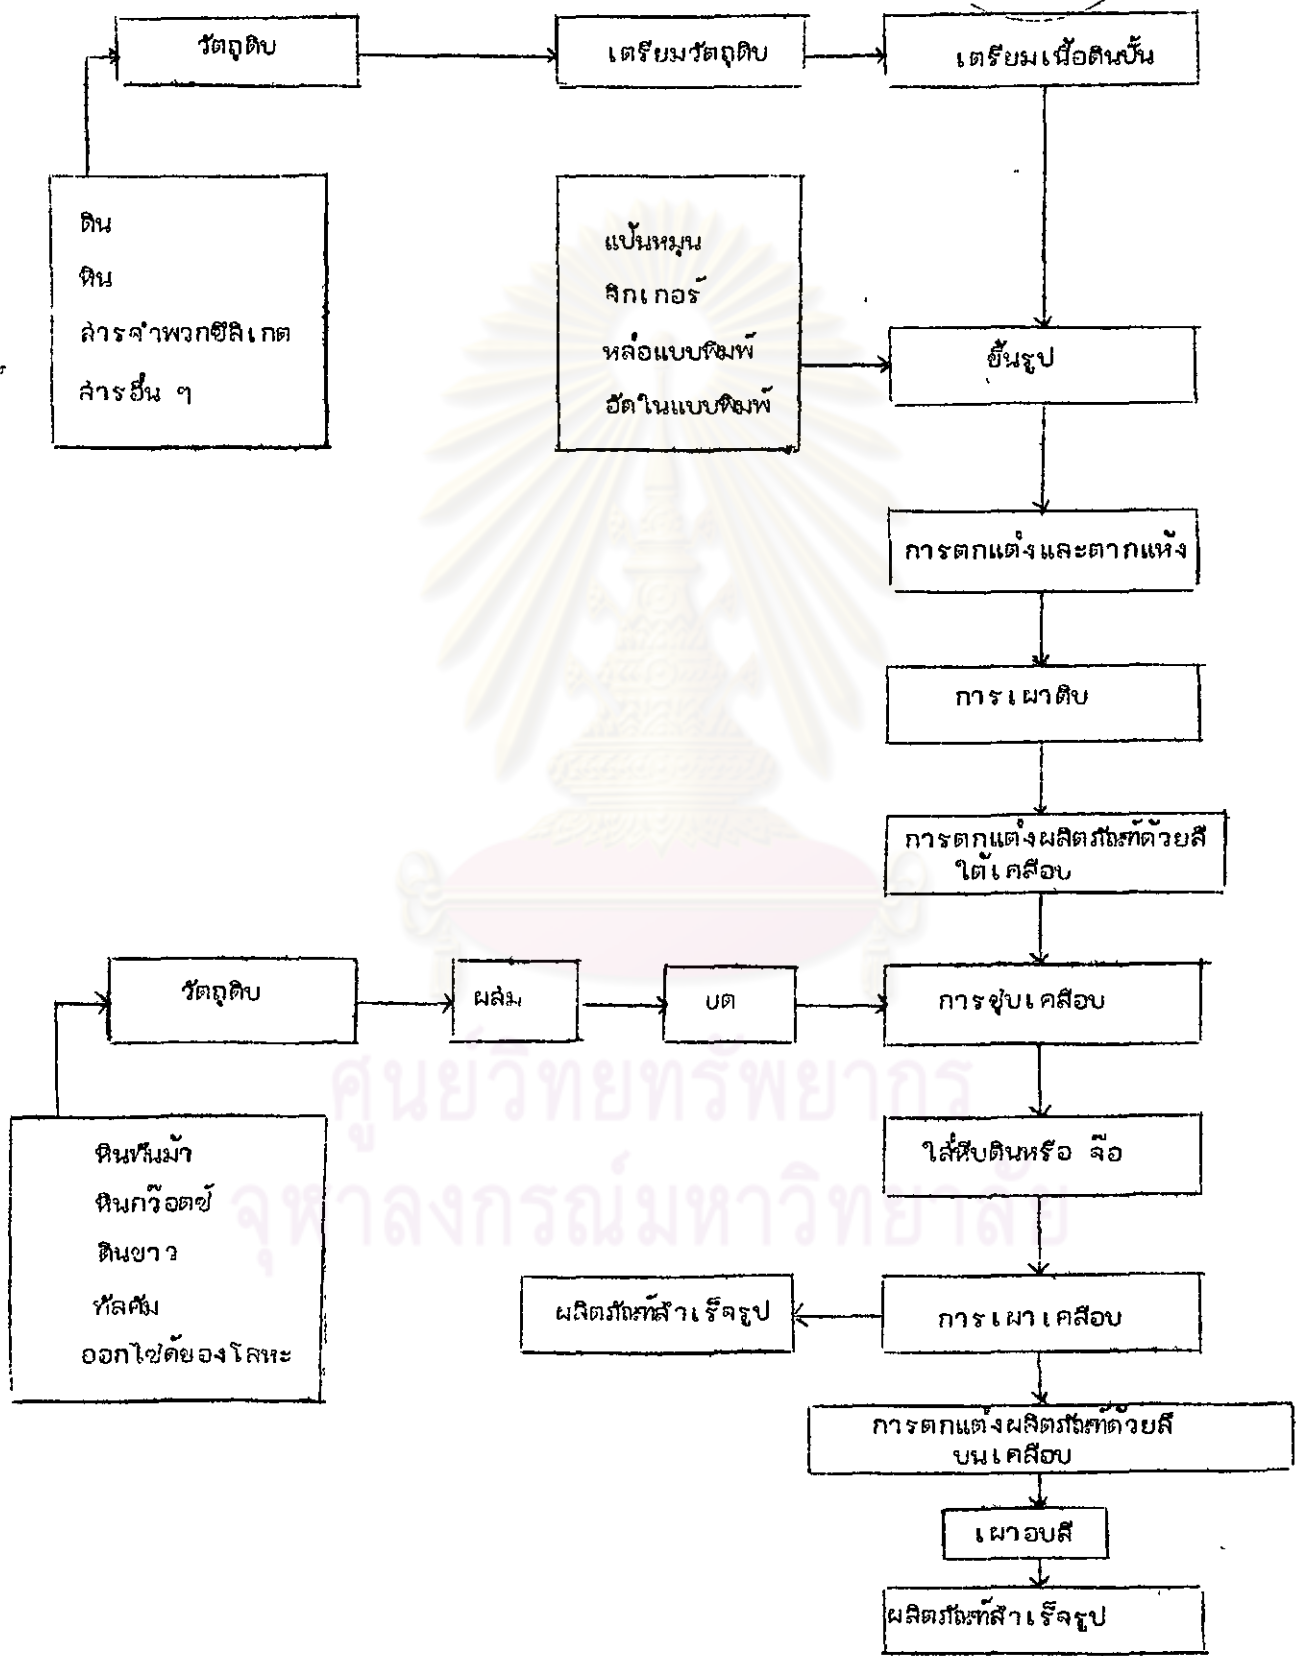 วัตถุดิบ
เตรียมวัตถุดิบ
เตรียมเนื้อดินปั้น
ดิน
หิน
สารจำพวกซิลิเกต
สารอื่น ๆ
แป้นหมุน
จิกเกอร์
หล่อแบบพิมพ์
อัดในแบบพิมพ์
ขึ้นรูป
การตกแต่งและตากแห้ง
การเผาดิบ
การตกแต่งผลิตภัณฑ์ด้วยสี
ใต้เคลือบ
วัตถุดิบ
ผสม
บด
การชุบเคลือบ
หินฟันม้า
หินกว๊อตซ์
ดินขาว
ทัลคัม
ออกไซด์ของโลหะ
ใส่หีบดินหรือ จ๊อ
ผลิตภัณฑ์สำเร็จรูป
การเผาเคลือบ
การตกแต่งผลิตภัณฑ์ด้วยสี
บนเคลือบ
เผาอบสี
ผลิตภัณฑ์สำเร็จรูป
ศูนย์วิทยทรัพยากร
จุฬาลงกรณ์มหาวิทยาลัย